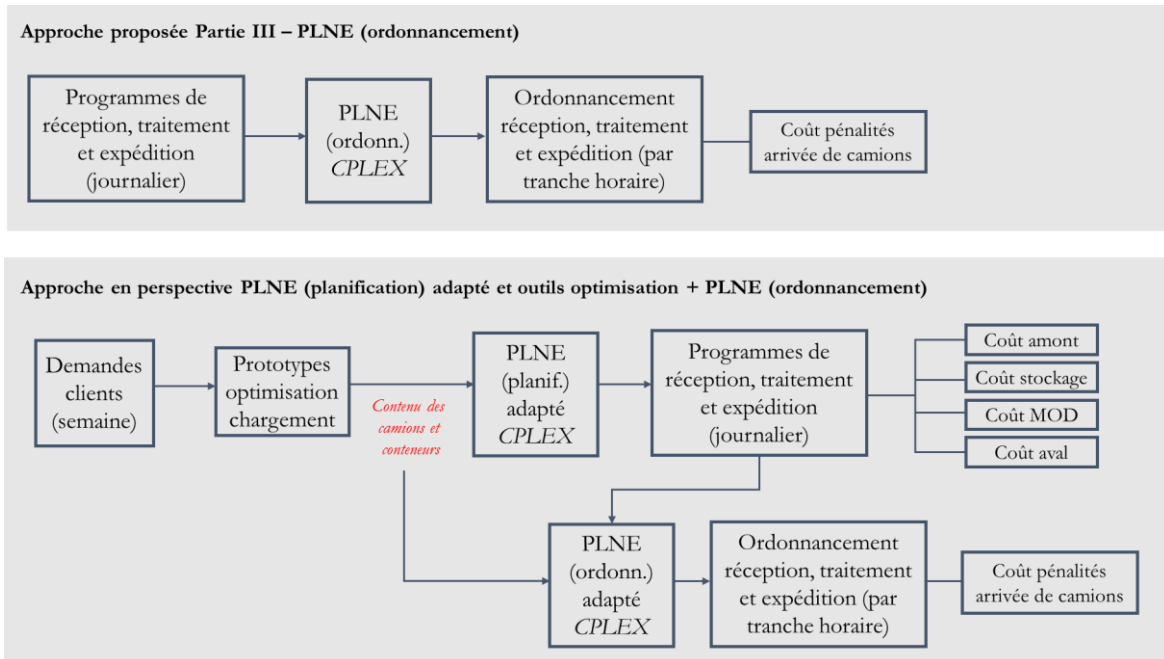 Approche proposée Partie III – PLNE (ordonnancement)
Programmes de
réception, traitement
et expédition
(journalier)
PLNE
(ordonn.)
CPLEX
Ordonnancement
réception, traitement
et expédition (par
tranche horaire)
Coût pénalités
arrivée de camions
Approche en perspective PLNE (planification) adapté et outils optimisation + PLNE (ordonnancement)
Demandes
clients
(semaine)
Prototypes
optimisation
chargement
Contenu des
camions et
conteneurs
PLNE
(planif.)
adapté
CPLEX
Programmes de
réception, traitement
et expédition
(journalier)
Coût amont
Coût stockage
Coût MOD
Coût aval
PLNE
(ordonn.)
adapté
CPLEX
Ordonnancement
réception, traitement
et expédition (par
tranche horaire)
Coût pénalités
arrivée de camions